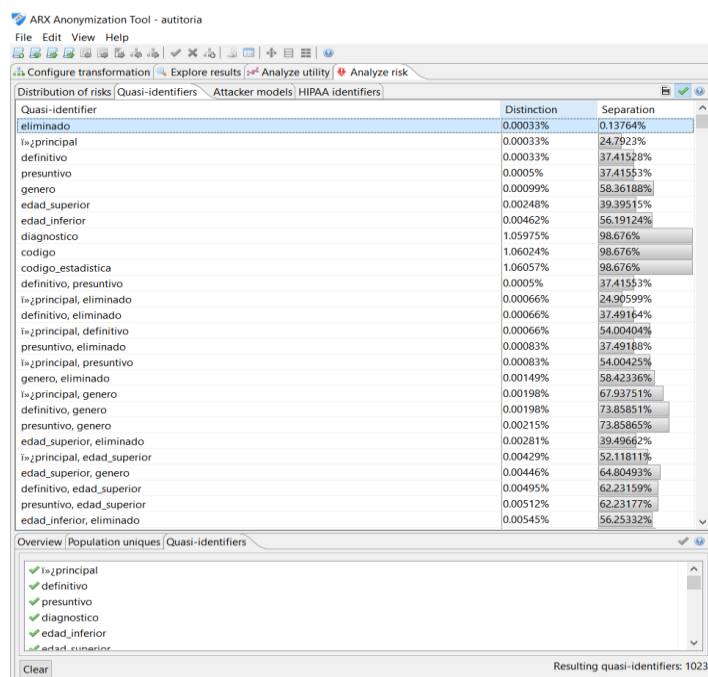 ARX Anonymization Tool - autitoria
File Edit View Help
Configure transformation Explore results Analyze utility Analyze risk
Distribution of risks Quasi-identifiers Attacker models HIPAA identifiers
Quasi-identifier Distinction Separation
eliminado 0.00033% 0.13764%
ï»¿principal 0.00033% 24.7923%
definitivo 0.00033% 37.41528%
presuntivo 0.0005% 37.41553%
genero 0.00099% 58.36188%
edad_superior 0.00248% 39.39515%
edad_inferior 0.00462% 56.19124%
diagnostico 1.05975% 98.676%
codigo 1.06024% 98.676%
codigo_estadistica 1.06057% 98.676%
definitivo, presuntivo 0.0005% 37.41553%
ï»¿principal, eliminado 0.00066% 24.90599%
definitivo, eliminado 0.00066% 37.49164%
ï»¿principal, definitivo 0.00066% 54.00404%
presuntivo, eliminado 0.00083% 37.49188%
ï»¿principal, presuntivo 0.00083% 54.00425%
genero, eliminado 0.00149% 58.42336%
ï»¿principal, genero 0.00198% 67.93751%
definitivo, genero 0.00198% 73.85851%
presuntivo, genero 0.00215% 73.85865%
edad_superior, eliminado 0.00281% 39.49662%
ï»¿principal, edad_superior 0.00429% 52.11811%
edad_superior, genero 0.00446% 64.80493%
definitivo, edad_superior 0.00495% 62.23159%
presuntivo, edad_superior 0.00512% 62.23177%
edad_inferior, eliminado 0.00545% 56.25332%
Overview Population uniques Quasi-identifiers
ï»¿principal
definitivo
presuntivo
diagnostico
edad_inferior
edad_superior
Clear Resulting quasi-identifiers: 1023